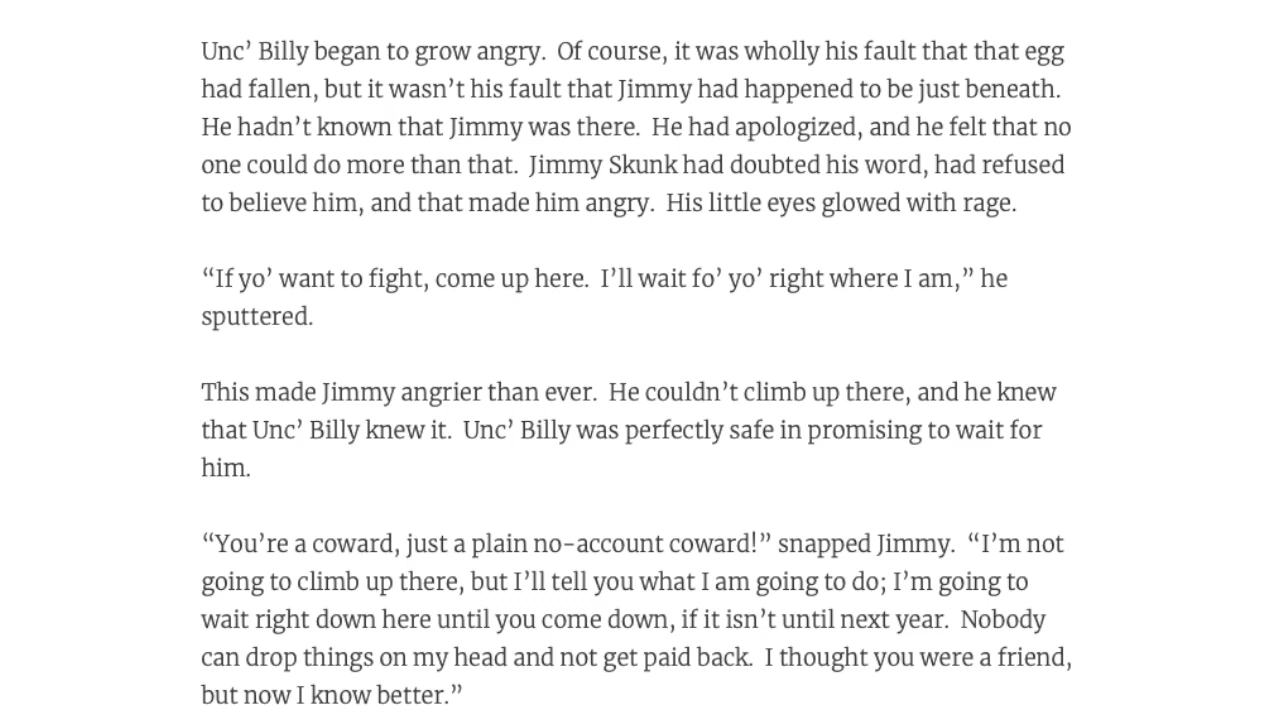 Unc’ Billy began to grow angry.  Of course, it was wholly his fault that that egg
had fallen, but it wasn’t his fault that Jimmy had happened to be just beneath.
He hadn’t known that Jimmy was there.  He had apologized, and he felt that no
one could do more than that.  Jimmy Skunk had doubted his word, had refused
to believe him, and that made him angry.  His little eyes glowed with rage.
“If yo’ want to fight, come up here.  I’ll wait fo’ yo’ right where I am,” he
sputtered.
This made Jimmy angrier than ever.  He couldn’t climb up there, and he knew
that Unc’ Billy knew it.  Unc’ Billy was perfectly safe in promising to wait for
him.
“You’re a coward, just a plain no-account coward!” snapped Jimmy.  “I’m not
going to climb up there, but I’ll tell you what I am going to do; I’m going to
wait right down here until you come down, if it isn’t until next year.  Nobody
can drop things on my head and not get paid back.  I thought you were a friend,
but now I know better.”